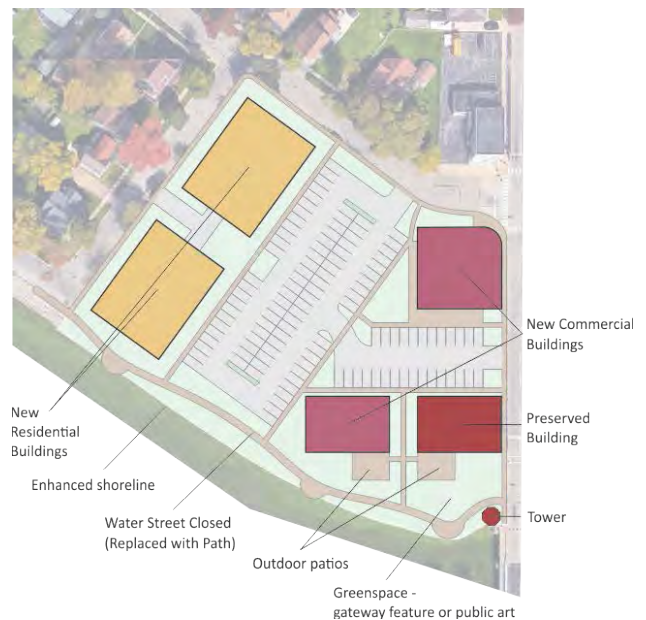 New Commercial
Buildings
Preserved
Building
New
Residential
Buildings
Enhanced shoreline
Water Street Closed
(Replaced with Path)
Tower
Outdoor patios
Greenspace -
gateway feature or public art